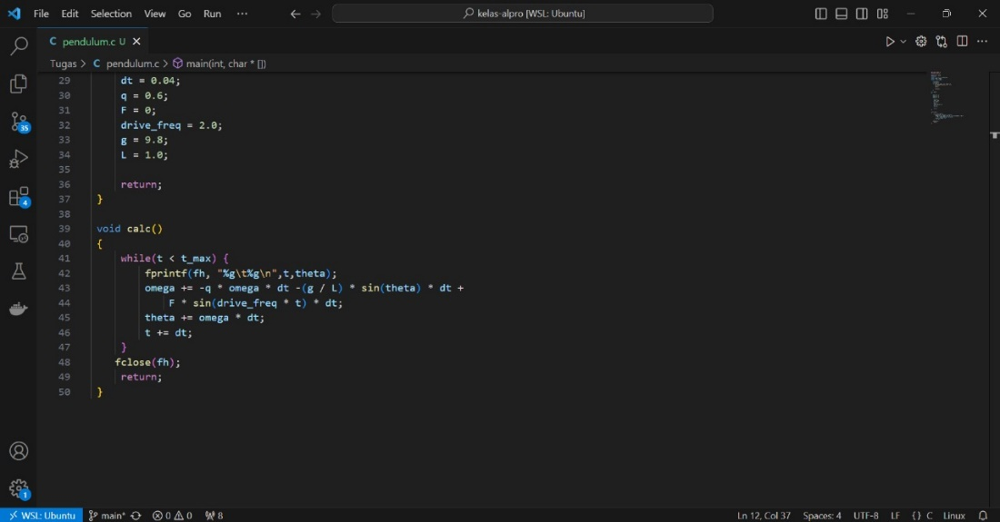 File Edit Selection View Go Run ··· ← → kelas-alpro [WSL: Ubuntu]
C pendulum.c U ×
Tugas > C pendulum.c > main(int, char * [])
29 dt = 0.04;
30 q = 0.6;
31 F = 0;
32 drive_freq = 2.0;
33 g = 9.8;
34 L = 1.0;
35
36 return;
37 }
38
39 void calc()
40 {
41 while(t < t_max) {
42 fprintf(fh, "%g\t%g\n",t,theta);
43 omega += -q * omega * dt -(g / L) * sin(theta) * dt +
44 F * sin(drive_freq * t) * dt;
45 theta += omega * dt;
46 t += dt;
47 }
48 fclose(fh);
49 return;
50 }
35
4
1
WSL: Ubuntu main* 0 0 8 Ln 12, Col 37 Spaces: 4 UTF-8 LF {} C Linux